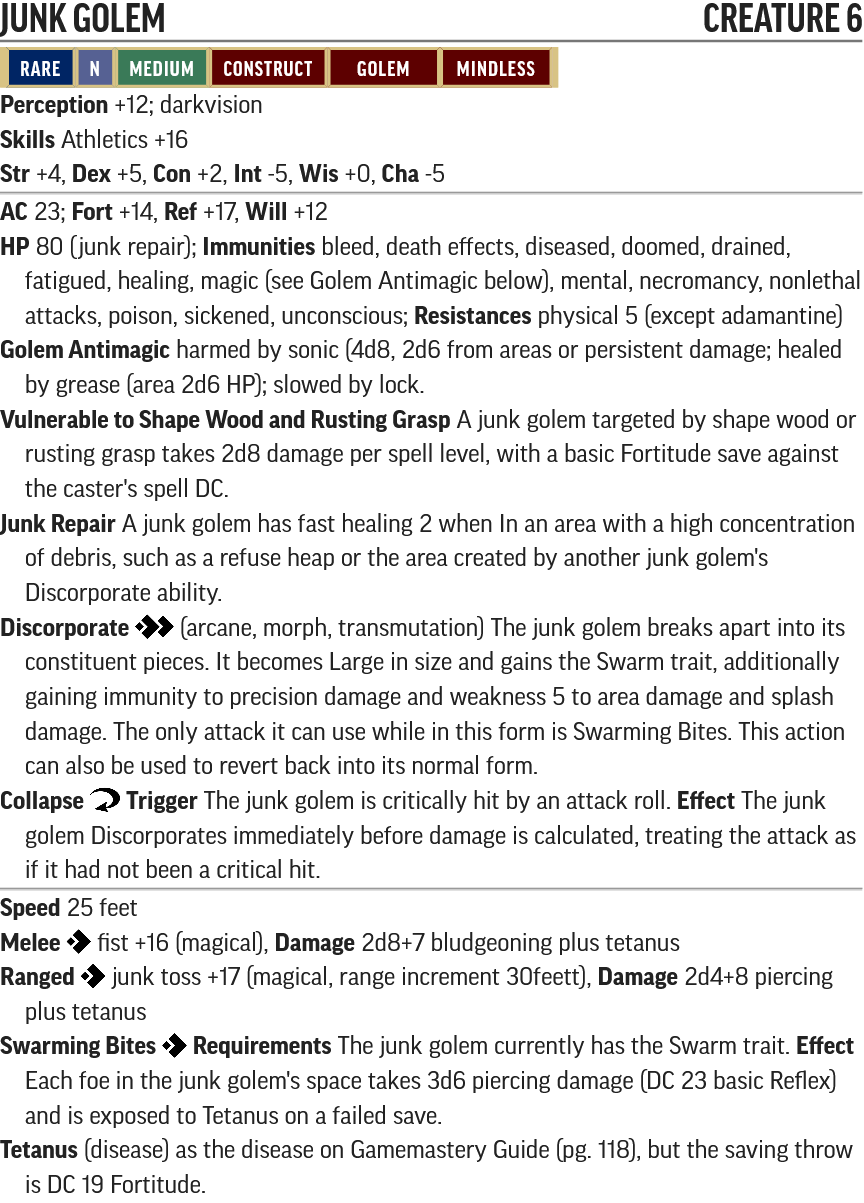 JUNK GOLEM CREATURE 6
RARE N MEDIUM CONSTRUCT GOLEM MINDLESS
Perception +12; darkvision
Skills Athletics +16
Str +4, Dex +5, Con +2, Int -5, Wis +0, Cha -5
AC 23; Fort +14, Ref +17, Will +12
HP 80 (junk repair); Immunities bleed, death effects, diseased, doomed, drained,
fatigued, healing, magic (see Golem Antimagic below), mental, necromancy, nonlethal
attacks, poison, sickened, unconscious; Resistances physical 5 (except adamantine)
Golem Antimagic harmed by sonic (4d8, 2d6 from areas or persistent damage; healed
by grease (area 2d6 HP); slowed by lock.
Vulnerable to Shape Wood and Rusting Grasp A junk golem targeted by shape wood or
rusting grasp takes 2d8 damage per spell level, with a basic Fortitude save against
the caster's spell DC.
Junk Repair A junk golem has fast healing 2 when In an area with a high concentration
of debris, such as a refuse heap or the area created by another junk golem's
Discorporate ability.
Discorporate (arcane, morph, transmutation) The junk golem breaks apart into its
constituent pieces. It becomes Large in size and gains the Swarm trait, additionally
gaining immunity to precision damage and weakness 5 to area damage and splash
damage. The only attack it can use while in this form is Swarming Bites. This action
can also be used to revert back into its normal form.
Collapse Trigger The junk golem is critically hit by an attack roll. Effect The junk
golem Discorporates immediately before damage is calculated, treating the attack as
if it had not been a critical hit.
Speed 25 feet
Melee fist +16 (magical), Damage 2d8+7 bludgeoning plus tetanus
Ranged junk toss +17 (magical, range increment 30feett), Damage 2d4+8 piercing
plus tetanus
Swarming Bites Requirements The junk golem currently has the Swarm trait. Effect
Each foe in the junk golem's space takes 3d6 piercing damage (DC 23 basic Reflex)
and is exposed to Tetanus on a failed save.
Tetanus (disease) as the disease on Gamemastery Guide (pg. 118), but the saving throw
is DC 19 Fortitude.